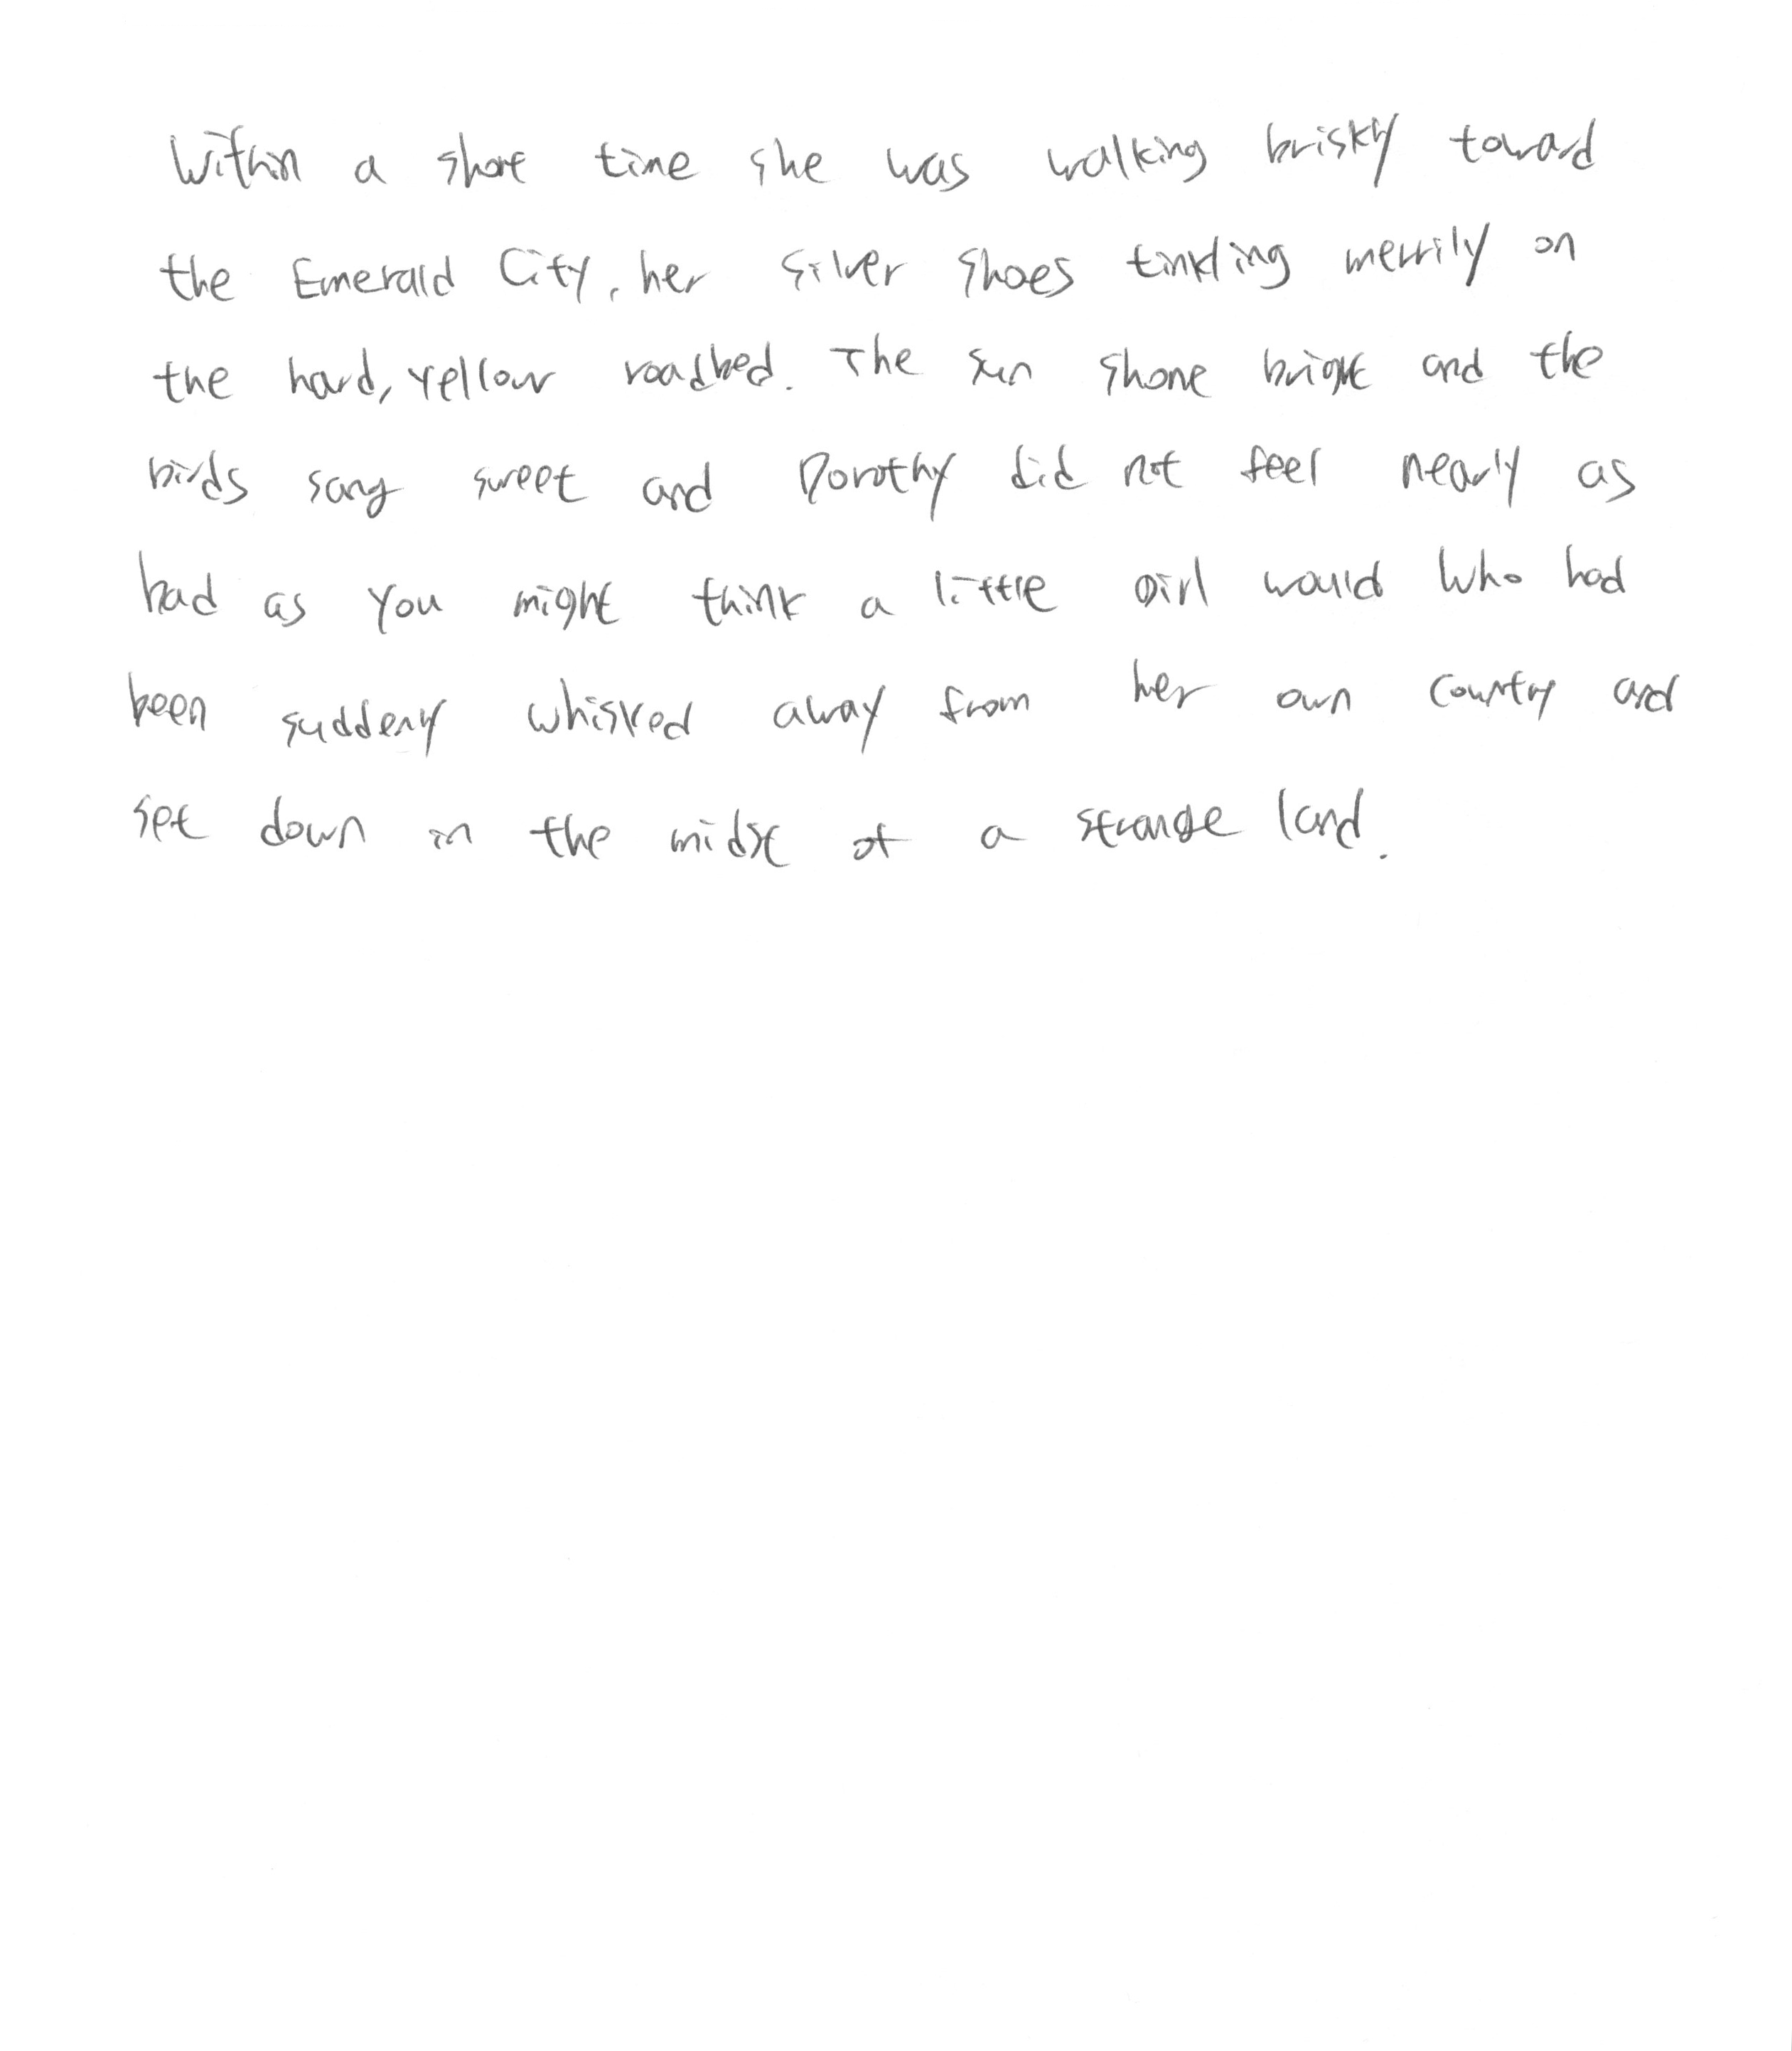 Within a short time she was walking briskly toward
the Emerald City, her Silver Shoes tinkling merrily on
the hard, yellow roadbed. The sun shone bright and the
birds sang sweet and Dorothy did not feel nearly as
bad as you might think a little girl would who had
been suddenly whisked away from her own country and
set down in the midst of a strange land.